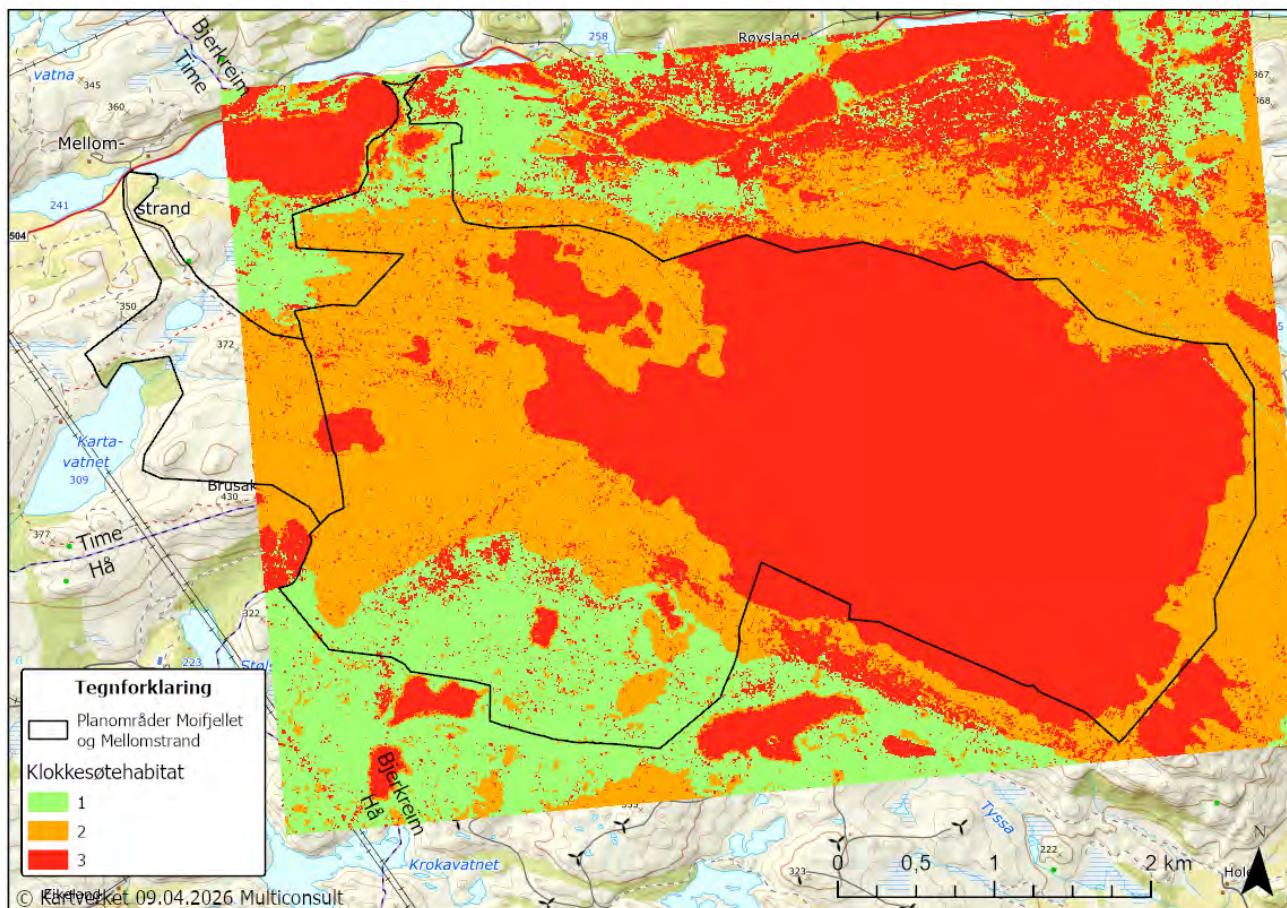 258
Røysland
Bjerkreim
Time
vatna
345
360
367
368
Mellom-
strand
241
504
350
372
Karta-
vatnet
309
Brusak
430
377
Time
Hå
322
223
Støls
Tegnforklaring
Planområder Moifjellet
og Mellomstrand
Klokkesøtehabitat
1
2
3
Bjerkreim
Hå
Krokavatnet
Tyssa
222
323
N
0 0,5 1 2 km
Hole
Eikeland
© Kartverket 09.04.2026 Multiconsult